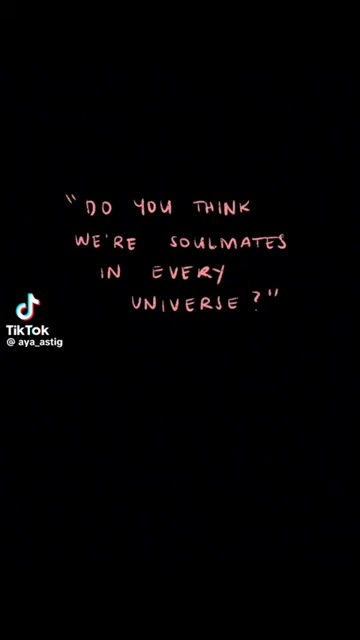 "DO YOU THINK
WE'RE SOULMATES
IN EVERY
UNIVERSE?"
TikTok
@ aya_astig